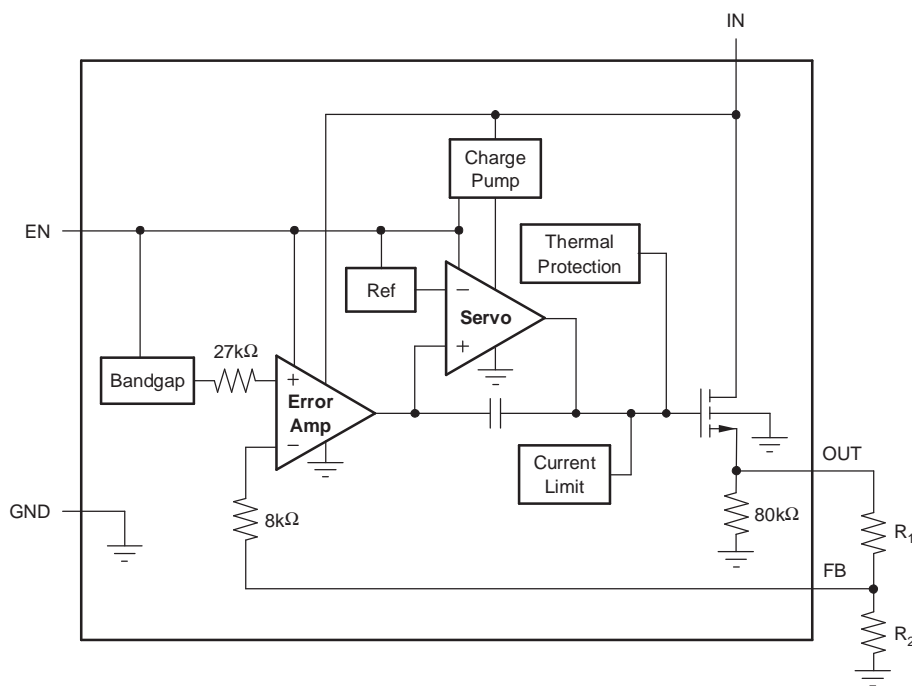 IN
Charge
Pump
EN
Thermal
Protection
Ref
−
Servo
+
27kΩ
Bandgap
+
Error
Amp
−
Current
Limit
OUT
GND
8kΩ
80kΩ
R1
FB
R2